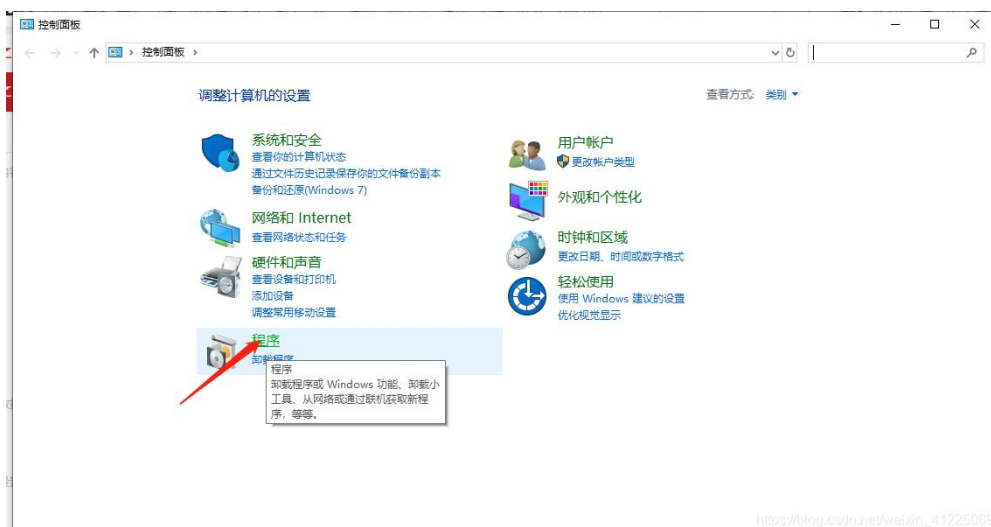 控制面板
控制面板
调整计算机的设置
查看方式: 类别
系统和安全
查看你的计算机状态
通过文件历史记录保存你的文件备份副本
备份和还原(Windows 7)
网络和 Internet
查看网络状态和任务
硬件和声音
查看设备和打印机
添加设备
调整常用移动设置
程序
卸载程序
程序
卸载程序或 Windows 功能、卸载小
工具、从网络或通过联机获取新程
序，等等。
用户帐户
更改帐户类型
外观和个性化
时钟和区域
更改日期、时间或数字格式
轻松使用
使用 Windows 建议的设置
优化视觉显示
https://blog.csdn.net/weixin_41225068